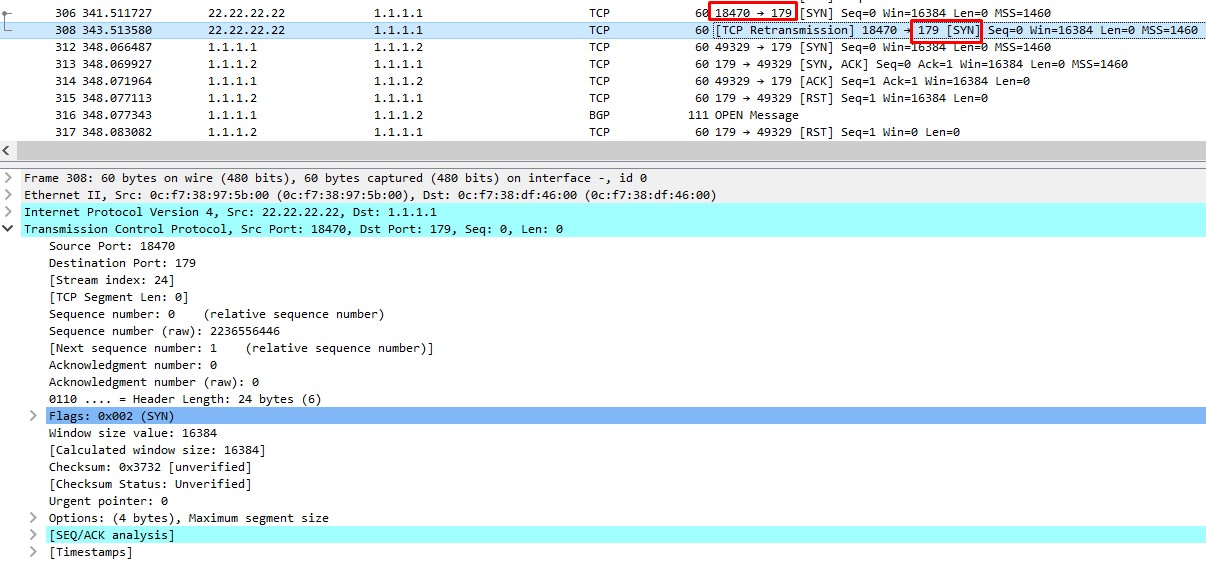 306 341.511727 22.22.22.22 1.1.1.1 TCP 60 18470 → 179 [SYN] Seq=0 Win=16384 Len=0 MSS=1460
308 343.513580 22.22.22.22 1.1.1.1 TCP 60 [TCP Retransmission] 18470 → 179 [SYN] Seq=0 Win=16384 Len=0 MSS=1460
312 348.066487 1.1.1.1 1.1.1.2 TCP 60 49329 → 179 [SYN] Seq=0 Win=16384 Len=0 MSS=1460
313 348.069927 1.1.1.2 1.1.1.1 TCP 60 179 → 49329 [SYN, ACK] Seq=0 Ack=1 Win=16384 Len=0 MSS=1460
314 348.071964 1.1.1.1 1.1.1.2 TCP 60 49329 → 179 [ACK] Seq=1 Ack=1 Win=16384 Len=0
315 348.077113 1.1.1.2 1.1.1.1 TCP 60 179 → 49329 [RST] Seq=1 Win=16384 Len=0
316 348.077343 1.1.1.1 1.1.1.2 BGP 111 OPEN Message
317 348.083082 1.1.1.2 1.1.1.1 TCP 60 179 → 49329 [RST] Seq=1 Win=0 Len=0
Frame 308: 60 bytes on wire (480 bits), 60 bytes captured (480 bits) on interface -, id 0
Ethernet II, Src: 0c:f7:38:97:5b:00 (0c:f7:38:97:5b:00), Dst: 0c:f7:38:df:46:00 (0c:f7:38:df:46:00)
Internet Protocol Version 4, Src: 22.22.22.22, Dst: 1.1.1.1
Transmission Control Protocol, Src Port: 18470, Dst Port: 179, Seq: 0, Len: 0
Source Port: 18470
Destination Port: 179
[Stream index: 24]
[TCP Segment Len: 0]
Sequence number: 0 (relative sequence number)
Sequence number (raw): 2236556446
[Next sequence number: 1 (relative sequence number)]
Acknowledgment number: 0
Acknowledgment number (raw): 0
0110 .... = Header Length: 24 bytes (6)
Flags: 0x002 (SYN)
Window size value: 16384
[Calculated window size: 16384]
Checksum: 0x3732 [unverified]
[Checksum Status: Unverified]
Urgent pointer: 0
Options: (4 bytes), Maximum segment size
[SEQ/ACK analysis]
[Timestamps]